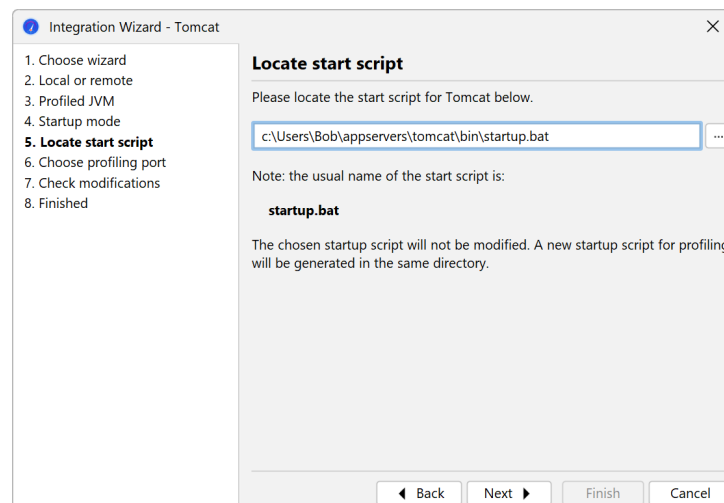 Integration Wizard - Tomcat
1. Choose wizard
2. Local or remote
3. Profiled JVM
4. Startup mode
5. Locate start script
6. Choose profiling port
7. Check modifications
8. Finished
Locate start script
Please locate the start script for Tomcat below.
c:\Users\Bob\appservers\tomcat\bin\startup.bat
...
Note: the usual name of the start script is:
startup.bat
The chosen startup script will not be modified. A new startup script for profiling
will be generated in the same directory.
Back Next Finish Cancel